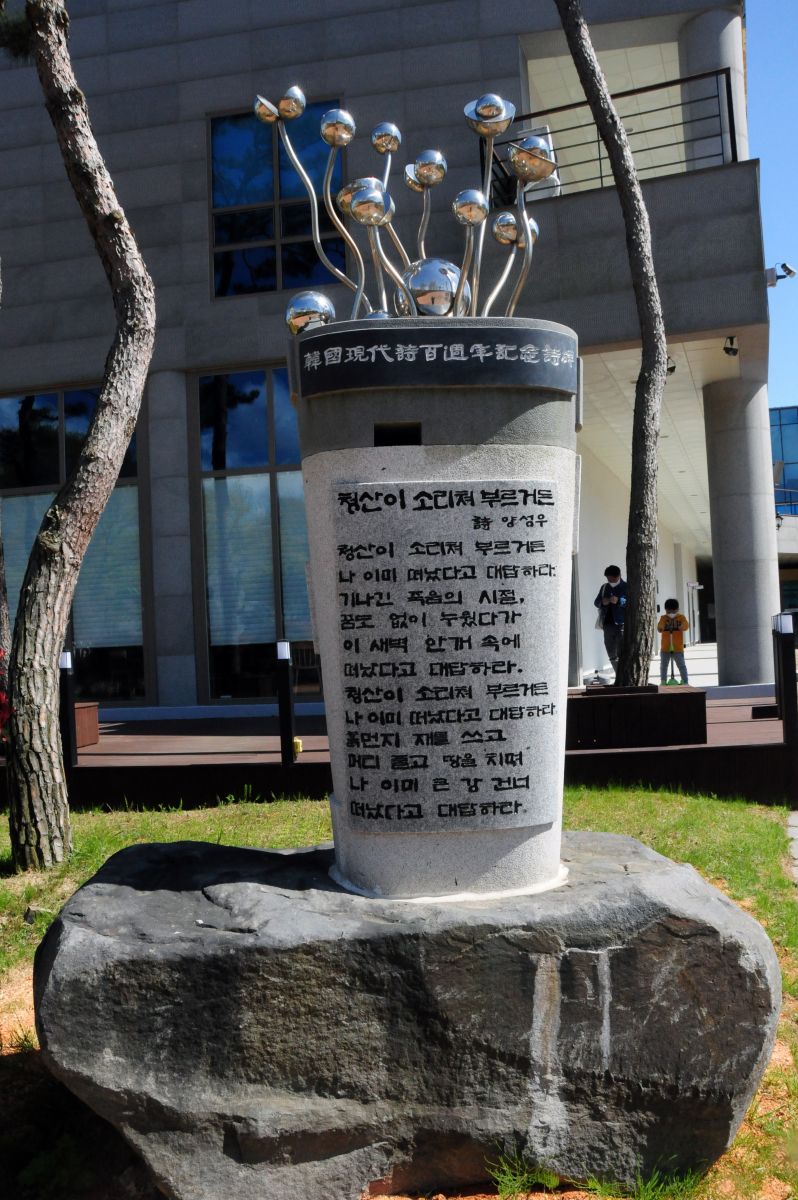 韓國現代詩百週年記念詩碑
청산이 소리쳐 부르거든
詩 양성우
청산이 소리쳐 부르거든
나 이미 떠났다고 대답하라.
기나긴 죽음의 시절,
꿈도 없이 누웠다가
이 새벽 안개 속에
떠났다고 대답하라.
청산이 소리쳐 부르거든
나 이미 떠났다고 대답하라.
흙먼지 재를 쓰고
머리 풀고 땅을 치며
나 이미 큰 강 건너
떠났다고 대답하라.